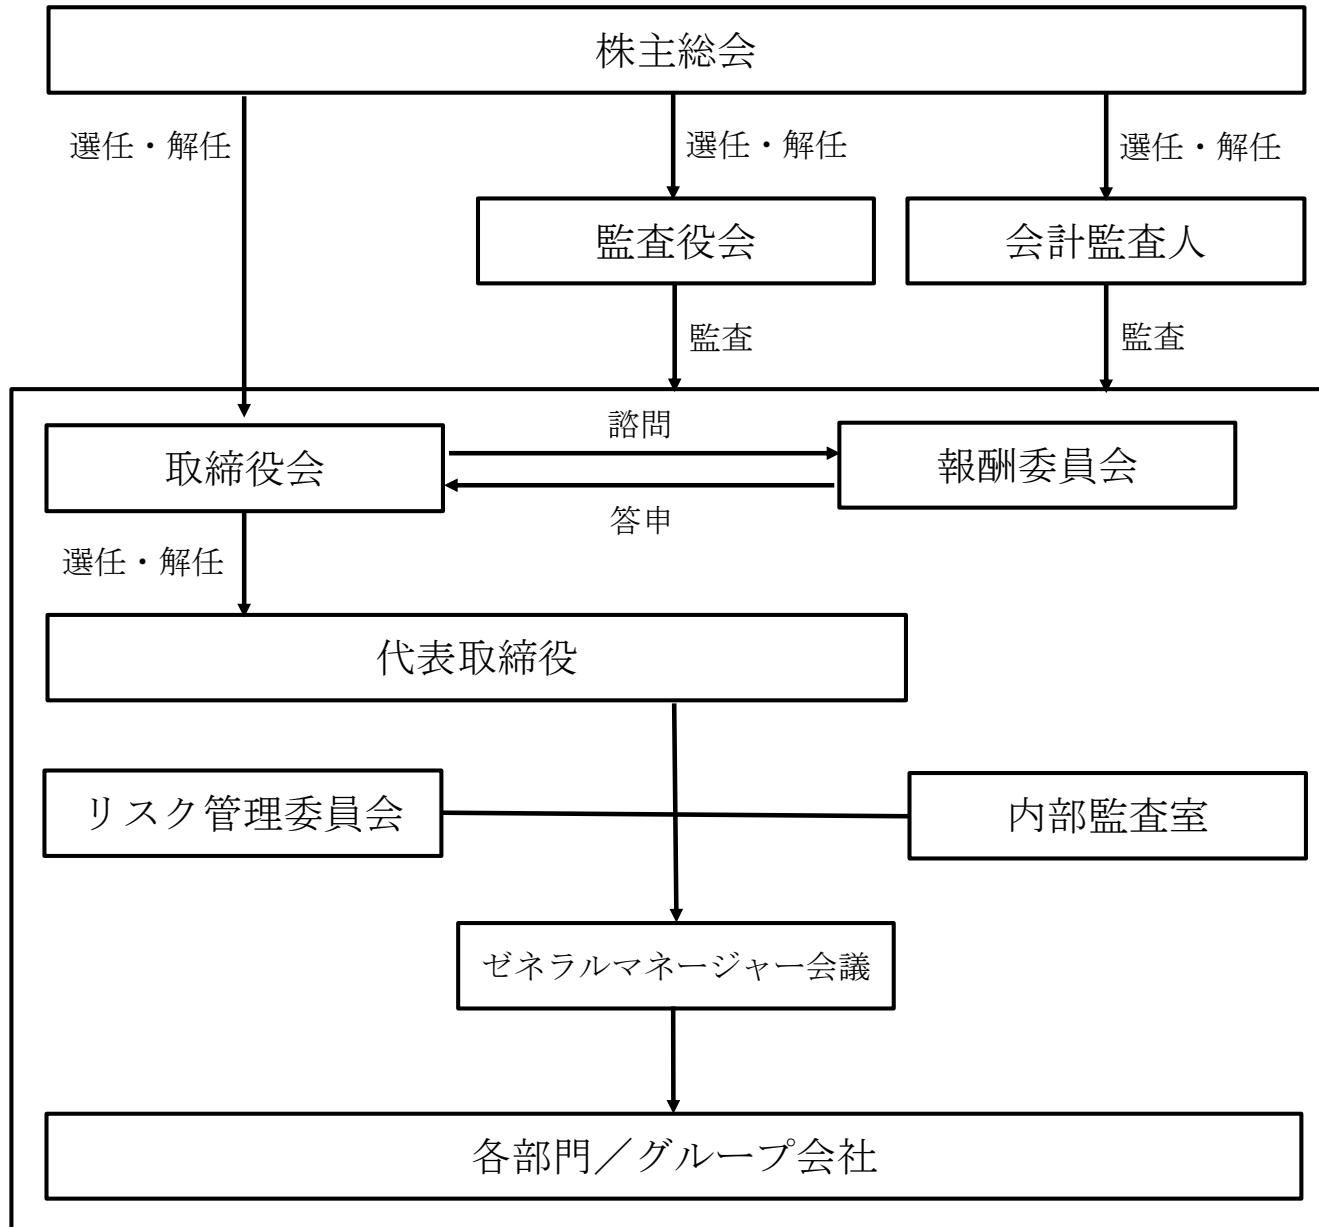 株主総会
選任・解任
選任・解任
選任・解任
監査役会
会計監査人
監査
監査
諮問
取締役会
報酬委員会
答申
選任・解任
代表取締役
リスク管理委員会
内部監査室
ゼネラルマネージャー会議
各部門／グループ会社